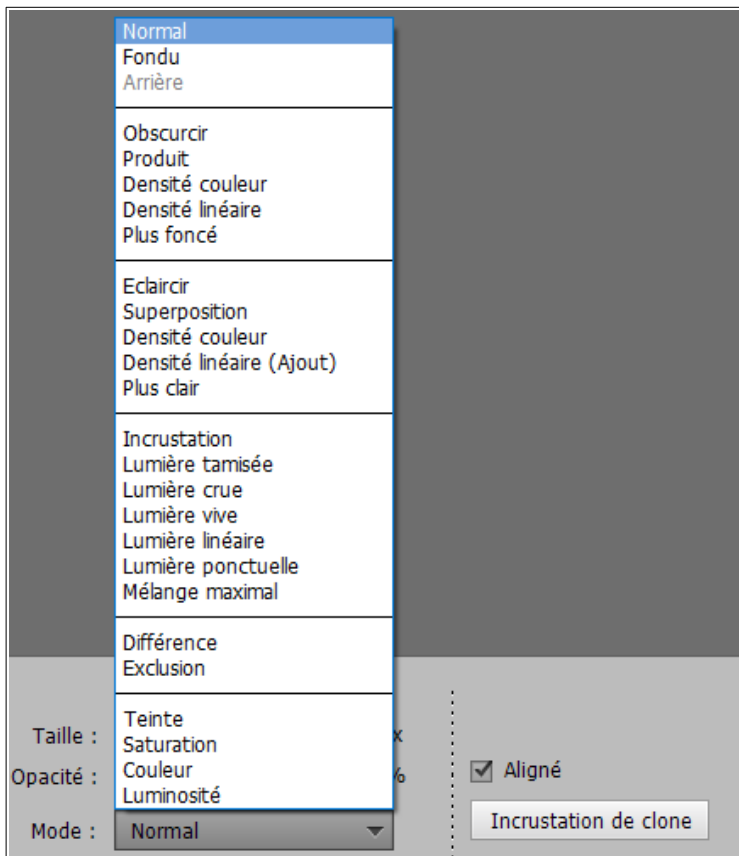 Normal
Fondu
Arrière
Obscurcir
Produit
Densité couleur
Densité linéaire
Plus foncé
Eclaircir
Superposition
Densité couleur
Densité linéaire (Ajout)
Plus clair
Incrustation
Lumière tamisée
Lumière crue
Lumière vive
Lumière linéaire
Lumière ponctuelle
Mélange maximal
Différence
Exclusion
Teinte
Saturation
Couleur
Luminosité
Taille :
x
Opacité :
%
Mode :
Normal
Aligné
Incrustation de clone